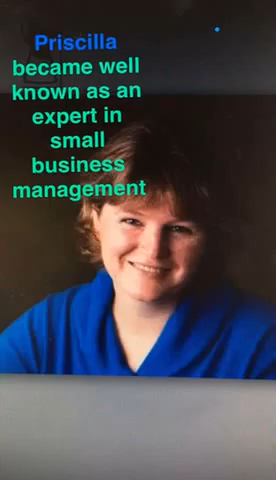 Priscilla
became well
known as an
expert in
small
business
management